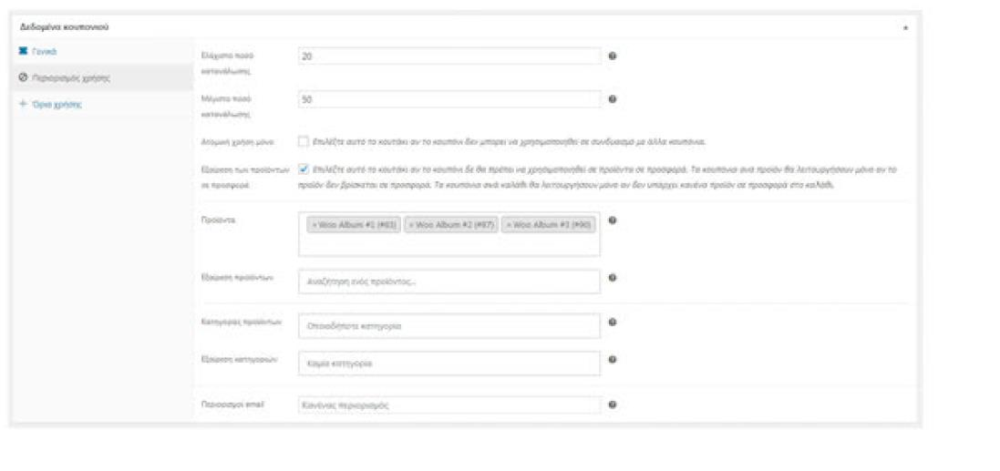 Δεδομένα κουπονιού
Γενικά
Περιορισμός χρήσης
Όρια χρήσης
Ελάχιστο ποσό
κατανάλωσης
20
Μέγιστο ποσό
κατανάλωσης
50
Ατομική χρήση μόνο
Επιλέξτε αυτό το κουτάκι αν το κουπόνι δεν μπορεί να χρησιμοποιηθεί σε συνδυασμό με άλλα κουπόνια.
Εξαίρεση των προϊόντων
σε προσφορά
Επιλέξτε αυτό το κουτάκι αν το κουπόνι δε θα πρέπει να χρησιμοποιηθεί σε προϊόντα σε προσφορά. Τα κουπόνια ανά προϊόν θα λειτουργήσουν μόνο αν το
προϊόν δεν βρίσκεται σε προσφορά. Τα κουπόνια ανά καλάθι θα λειτουργήσουν μόνο αν δεν υπάρχει κανένα προϊόν σε προσφορά στο καλάθι.
Προϊόντα
× Woo Album #1 (#83) × Woo Album #2 (#87) × Woo Album #3 (#90)
Εξαίρεση προϊόντων
Αναζήτηση ενός προϊόντος...
Κατηγορίες προϊόντων
Οποιαδήποτε κατηγορία
Εξαίρεση κατηγοριών
Καμία κατηγορία
Περιορισμοί email
Κανένας περιορισμός